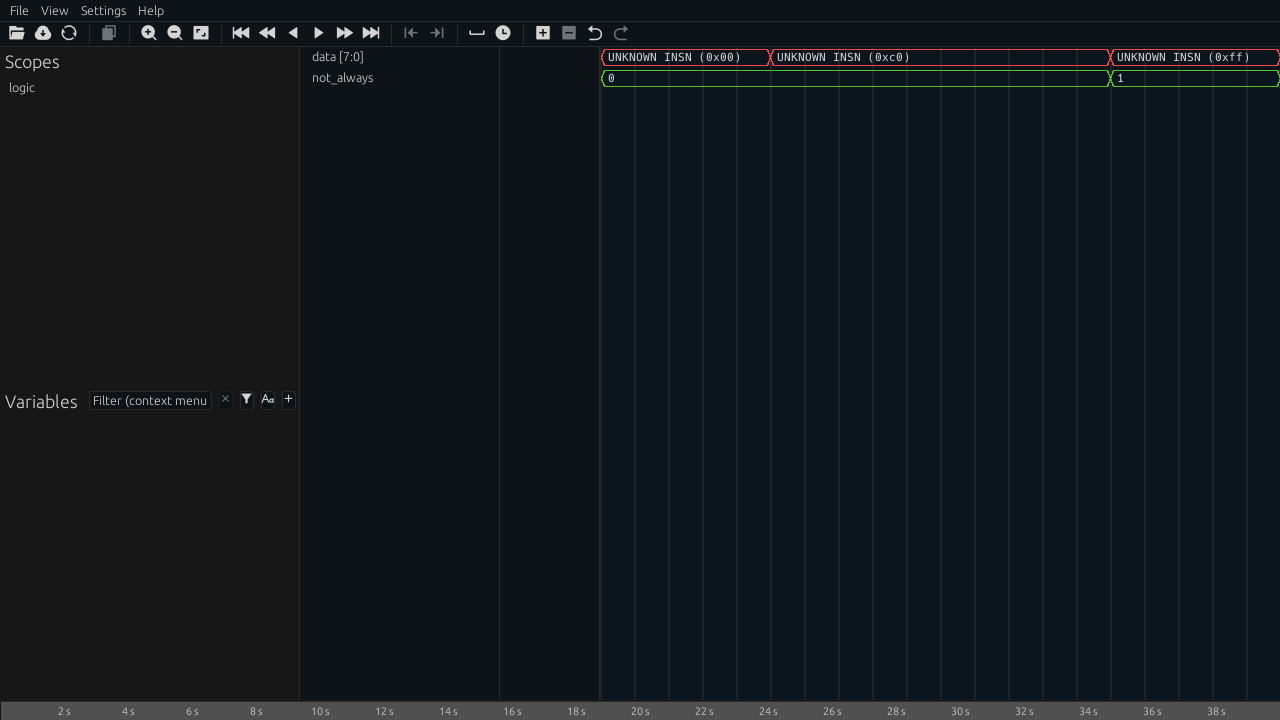 File View Settings Help
Scopes
logic
data [7:0]
not_always
UNKNOWN INSN (0x00) UNKNOWN INSN (0xc0) UNKNOWN INSN (0xff)
0 1
Variables Filter (context menu × Aa +
2 s 4 s 6 s 8 s 10 s 12 s 14 s 16 s 18 s 20 s 22 s 24 s 26 s 28 s 30 s 32 s 34 s 36 s 38 s